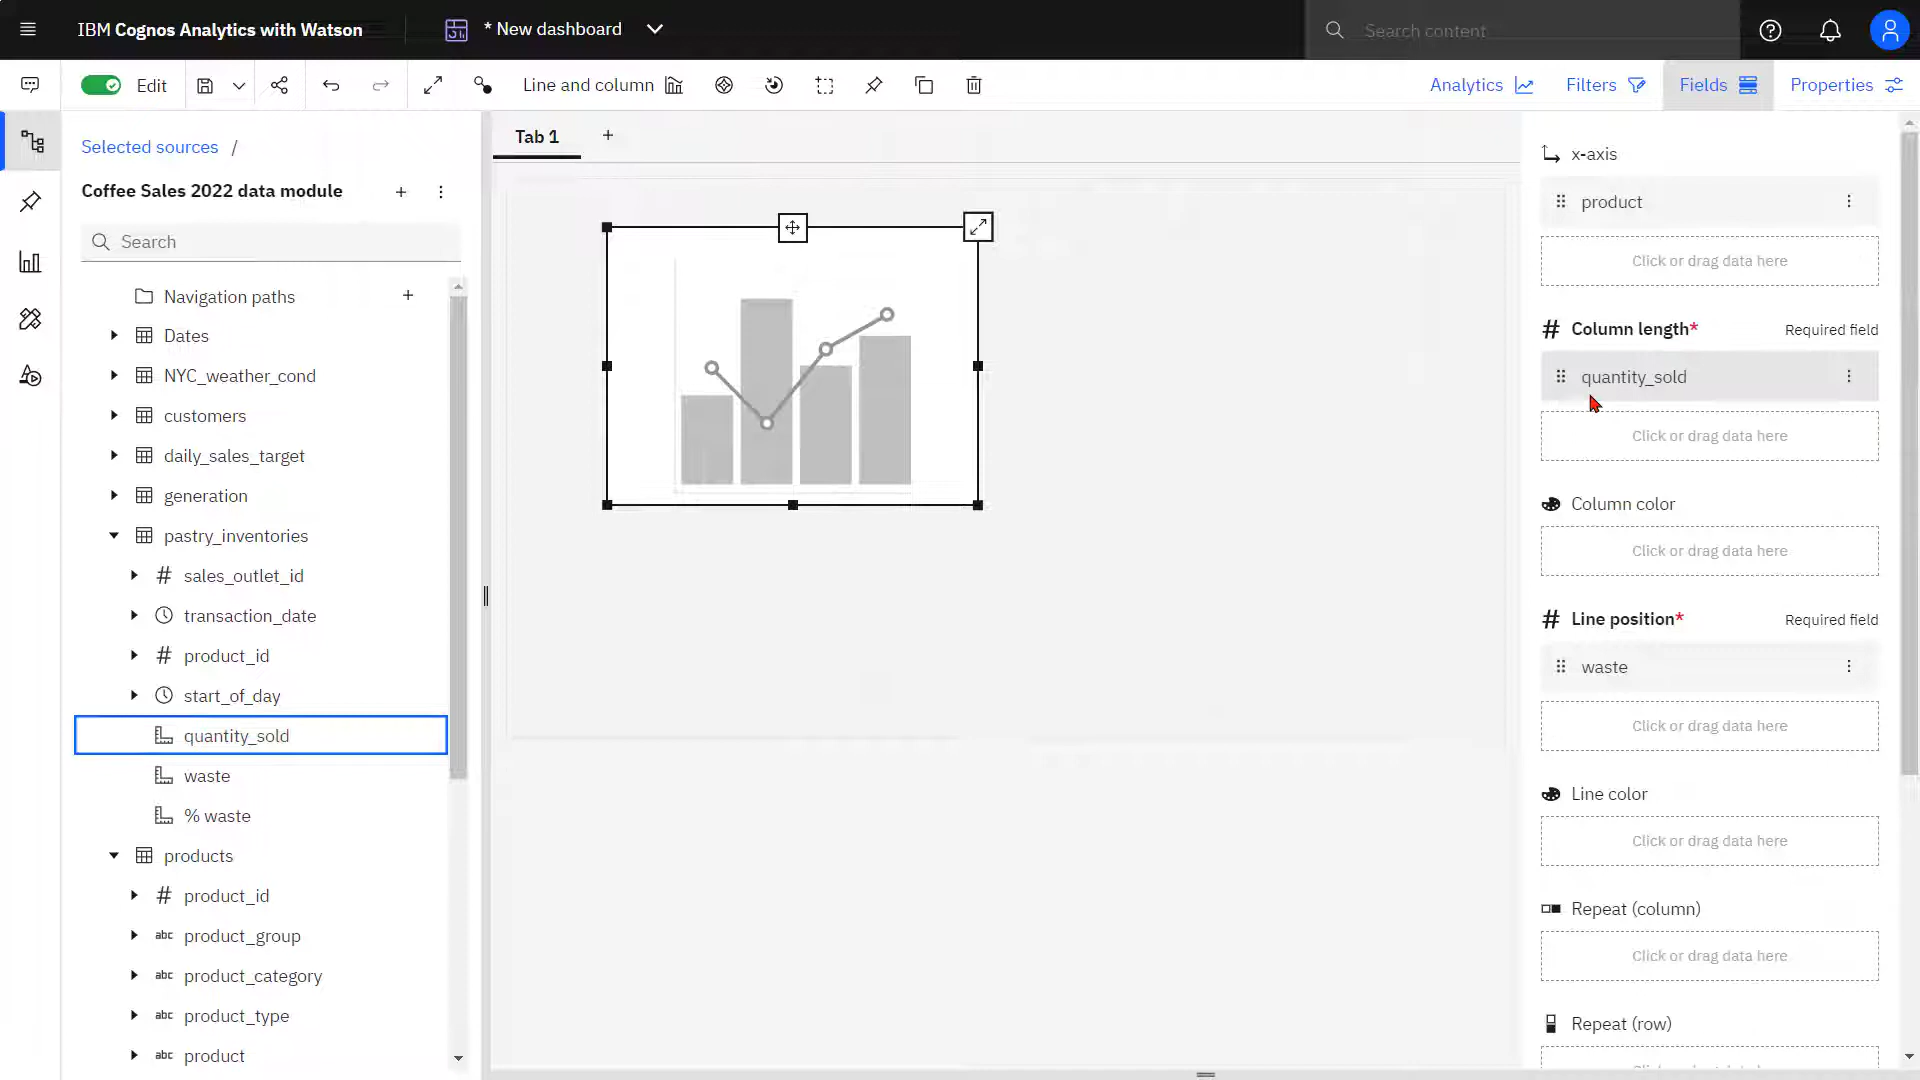 IBM Cognos Analytics with Watson
* New dashboard
Search content
Edit
Line and column
Analytics
Filters
Fields
Properties
Selected sources /
Coffee Sales 2022 data module
Search
Navigation paths
Dates
NYC_weather_cond
customers
daily_sales_target
generation
pastry_inventories
# sales_outlet_id
transaction_date
# product_id
start_of_day
quantity_sold
waste
% waste
products
# product_id
abc product_group
abc product_category
abc product_type
abc product
Tab 1
x-axis
product
Click or drag data here
# Column length* Required field
quantity_sold
Click or drag data here
Column color
Click or drag data here
# Line position* Required field
waste
Click or drag data here
Line color
Click or drag data here
Repeat (column)
Click or drag data here
Repeat (row)